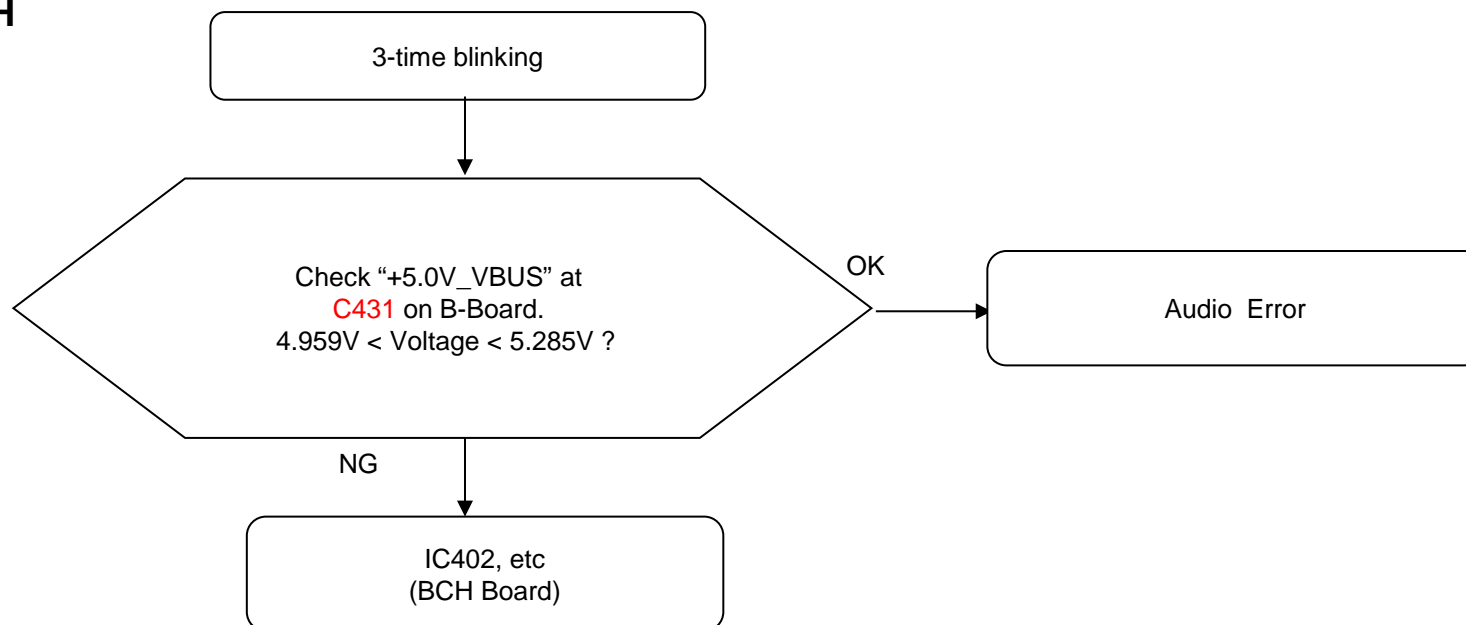 3-time blinking
Check “+5.0V_VBUS” at
C431 on B-Board.
4.959V < Voltage < 5.285V ?
OK
Audio Error
NG
IC402, etc
(BCH Board)